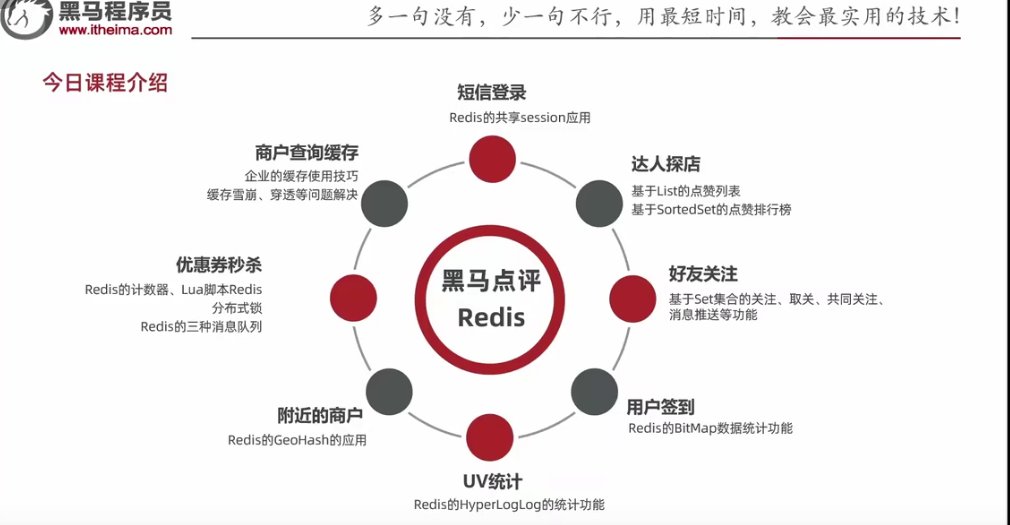 黑马程序员
www.itheima.com
多一句没有，少一句不行，用最短时间，教会最实用的技术！
今日课程介绍
短信登录
Redis的共享session应用
商户查询缓存
企业的缓存使用技巧
缓存雪崩、穿透等问题解决
达人探店
基于List的点赞列表
基于SortedSet的点赞排行榜
优惠券秒杀
Redis的计数器、Lua脚本Redis
分布式锁
Redis的三种消息队列
黑马点评
Redis
好友关注
基于Set集合的关注、取关、共同关注、
消息推送等功能
附近的商户
Redis的GeoHash的应用
用户签到
Redis的BitMap数据统计功能
UV统计
Redis的HyperLogLog的统计功能